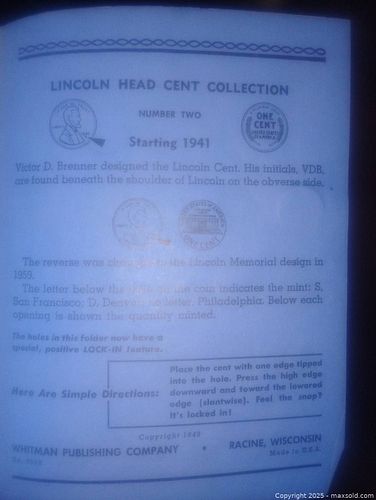 LINCOLN HEAD CENT COLLECTION
NUMBER TWO
ONE
CENT
Starting 1941
Victor D. Brenner designed the Lincoln Cent. His initials, VDB,
are found beneath the shoulder of Lincoln on the obverse side.
ONE CENT
The reverse was changed to the Lincoln Memorial design in
1959.
The letter below the date on the coin indicates the mint: S,
San Francisco; D, Denver; no letter, Philadelphia. Below each
opening is shown the quantity minted.
The holes in this folder now have a
special, positive LOCK-IN feature.
Here Are Simple Directions:
Place the cent with one edge tipped
into the hole. Press the high edge
downward and toward the lowered
edge (slantwise). Feel the snap?
It's locked in!
Copyright
WHITMAN PUBLISHING COMPANY • RACINE, WISCONSIN
Made in U.S.A.
Copyright 2025 - maxsold.com